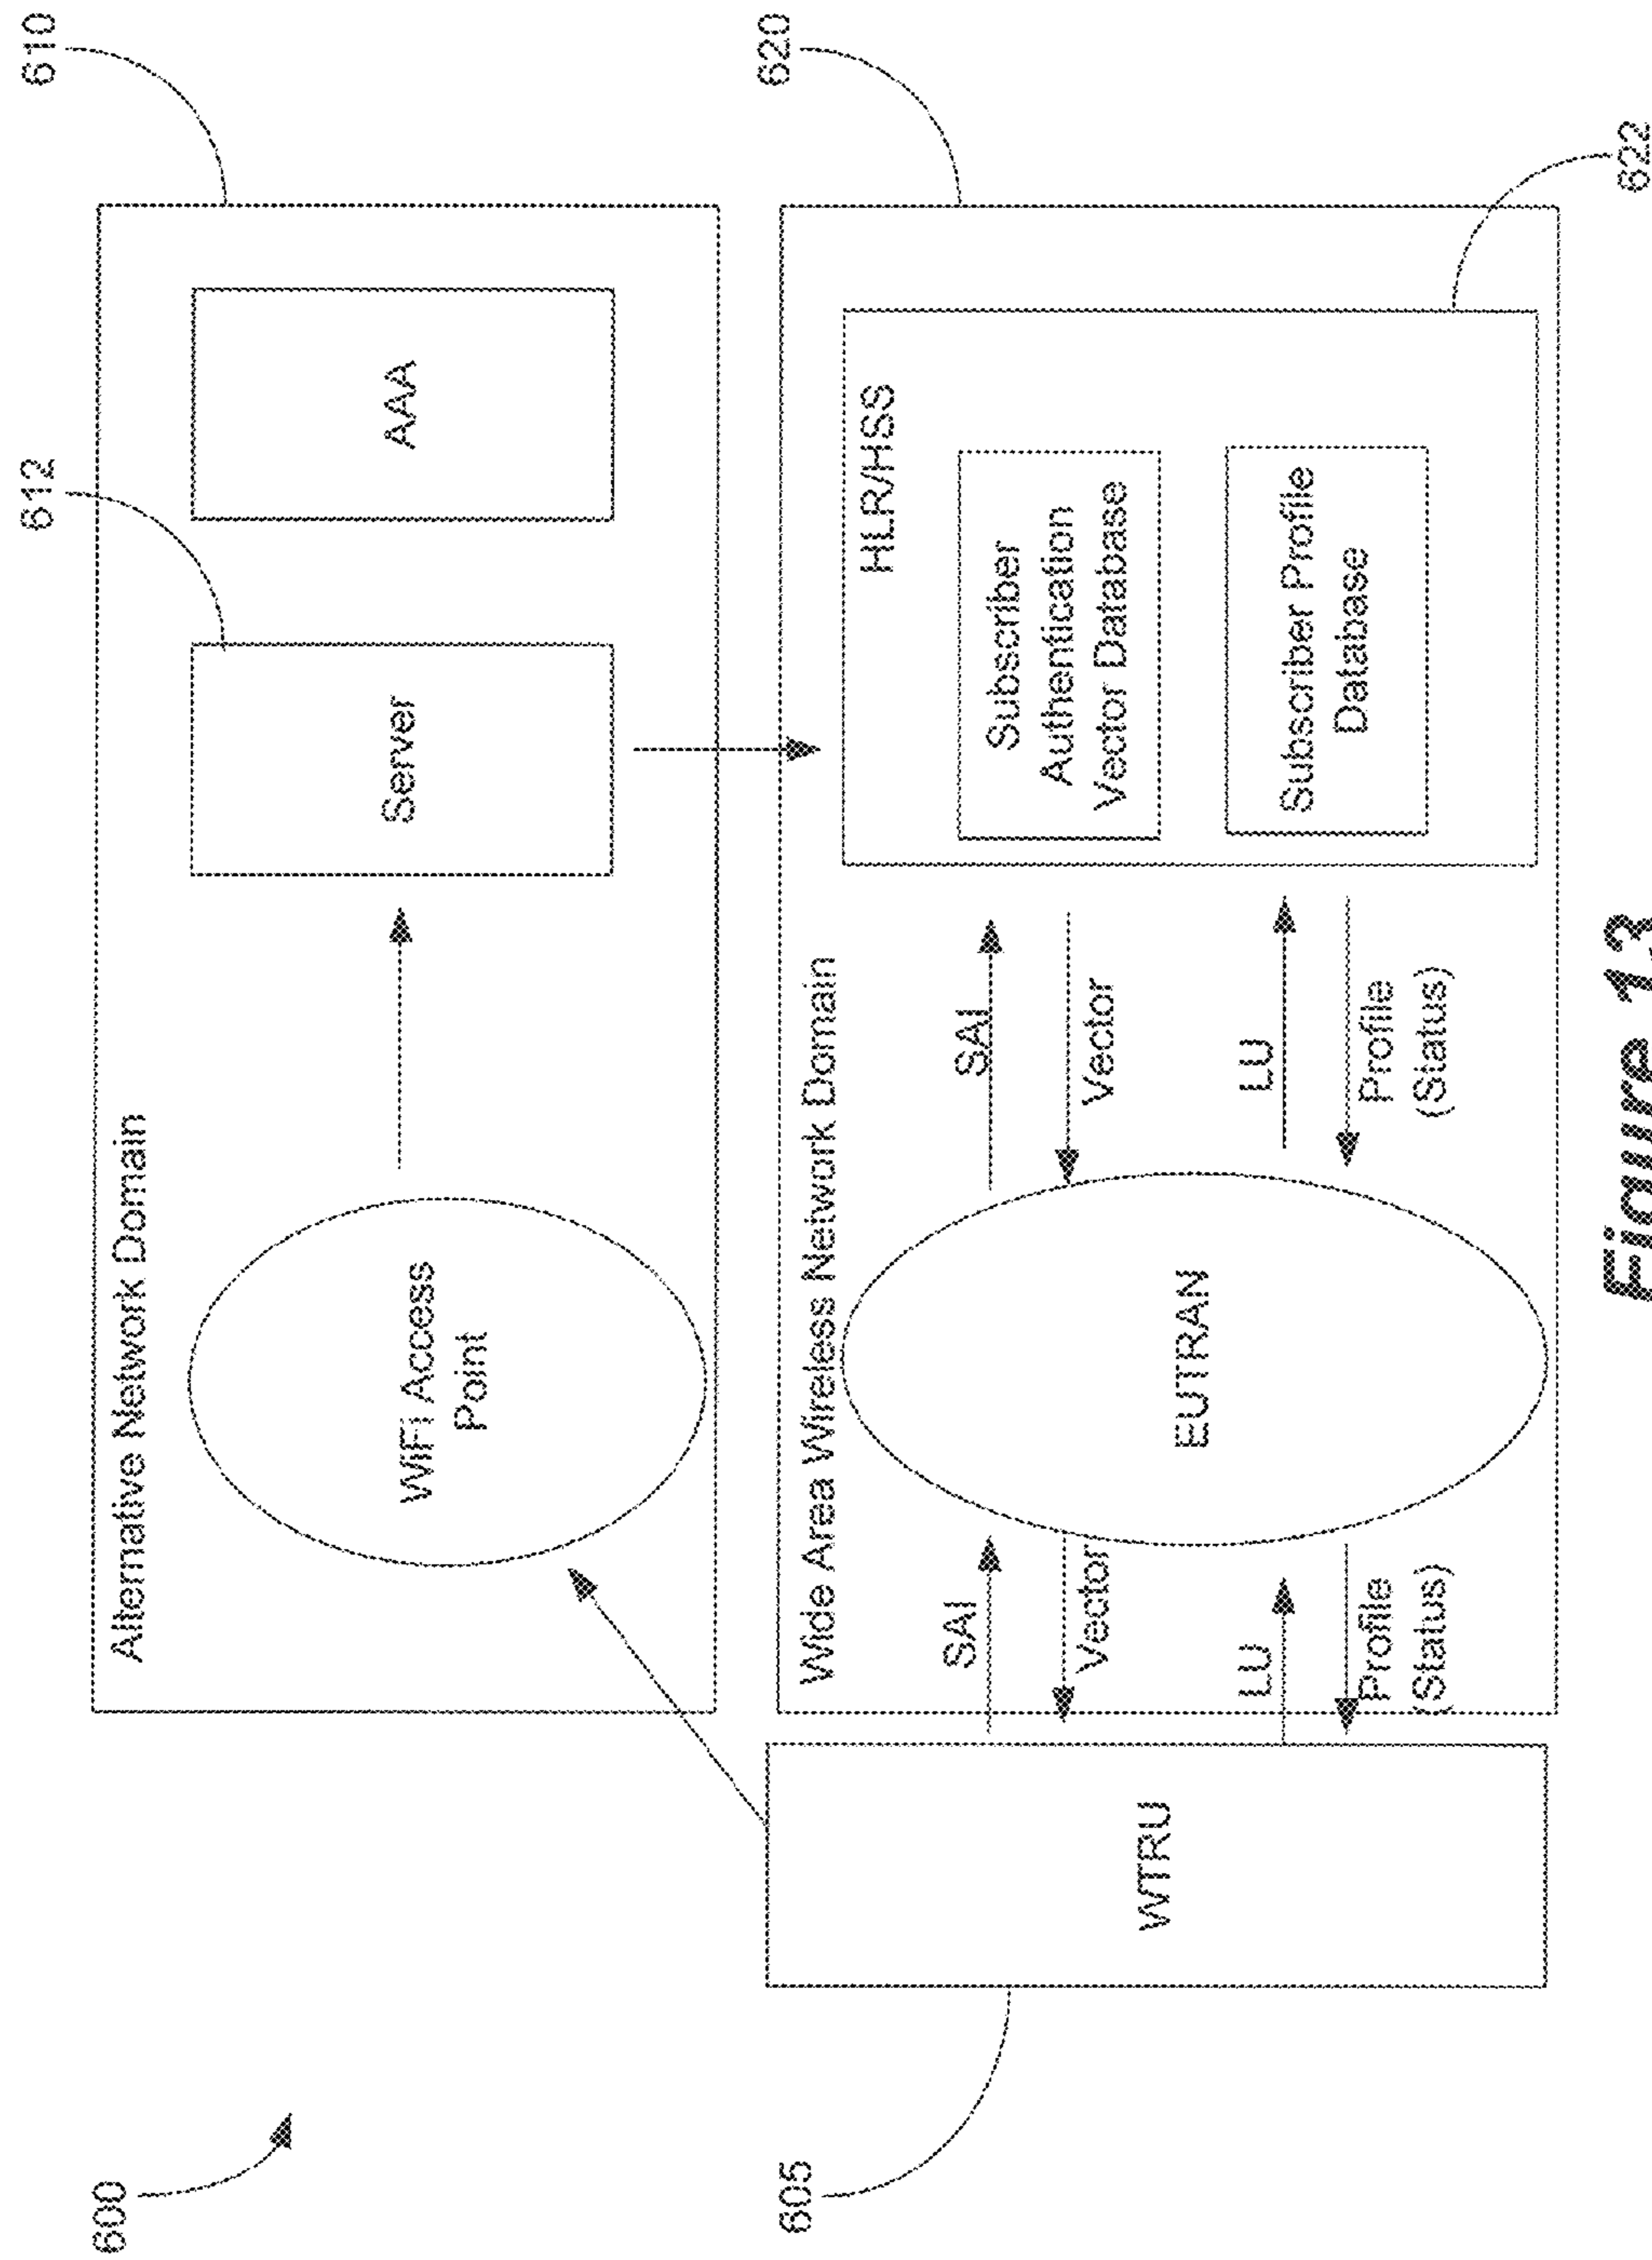 600
610
612
Alternative Network Domain
WiFi Access
Point
Server
AAA
605
WTRU
620
Wide Area Wireless Network Domain
SAI
Vector
LU
Profile
(Status)
EUTRAN
SAI
Vector
LU
Profile
(Status)
HLR/HSS
Subscriber
Authentication
Vector Database
Subscriber Profile
Database
622
Figure 13